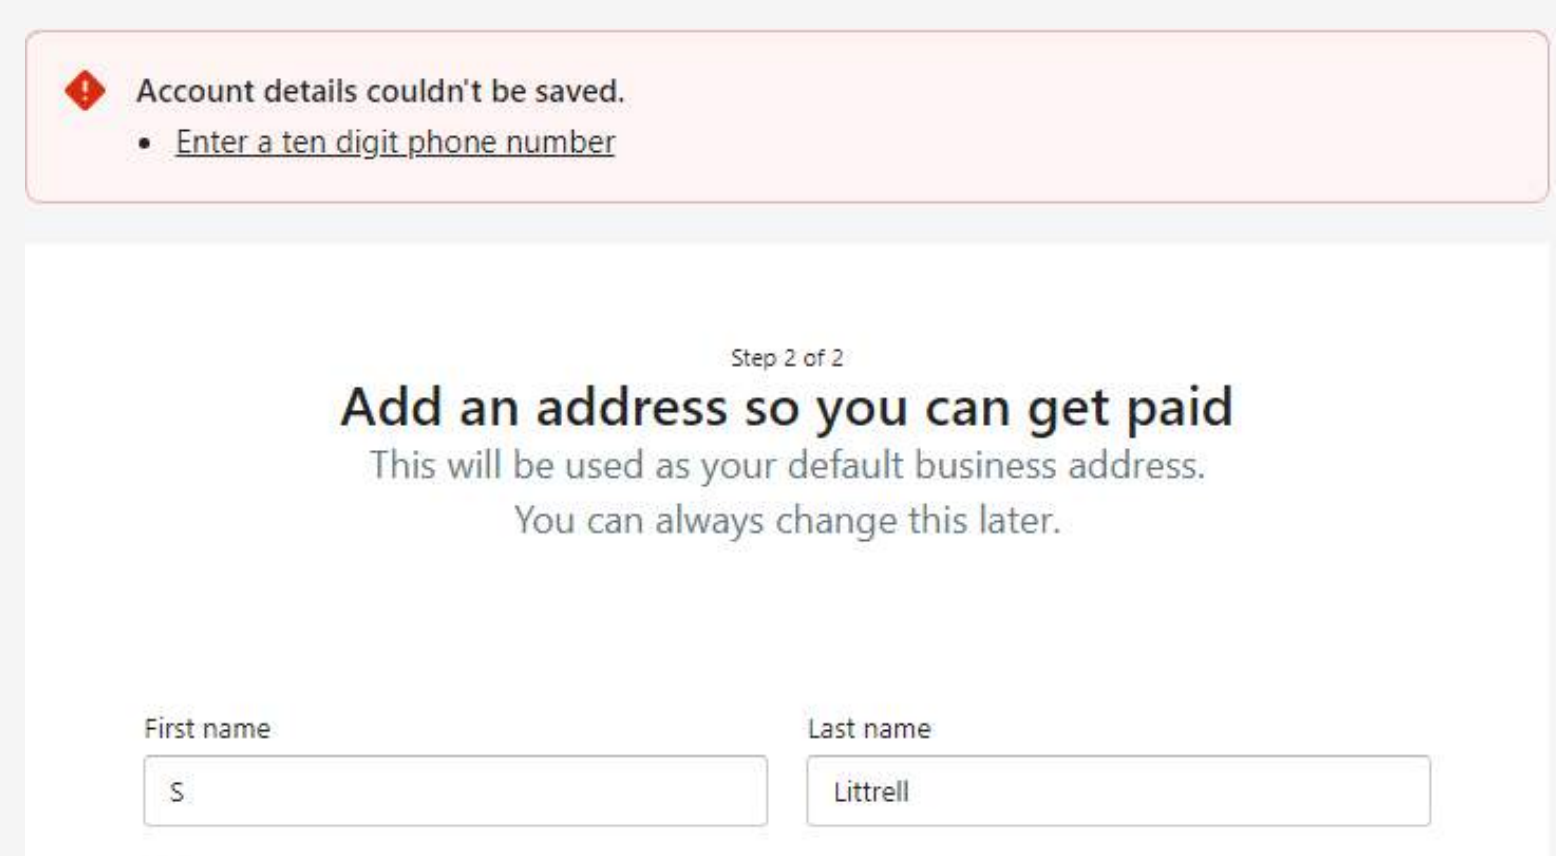 Account details couldn't be saved.
• Enter a ten digit phone number
Step 2 of 2
Add an address so you can get paid
This will be used as your default business address.
You can always change this later.
First name
Last name
S
Littrell